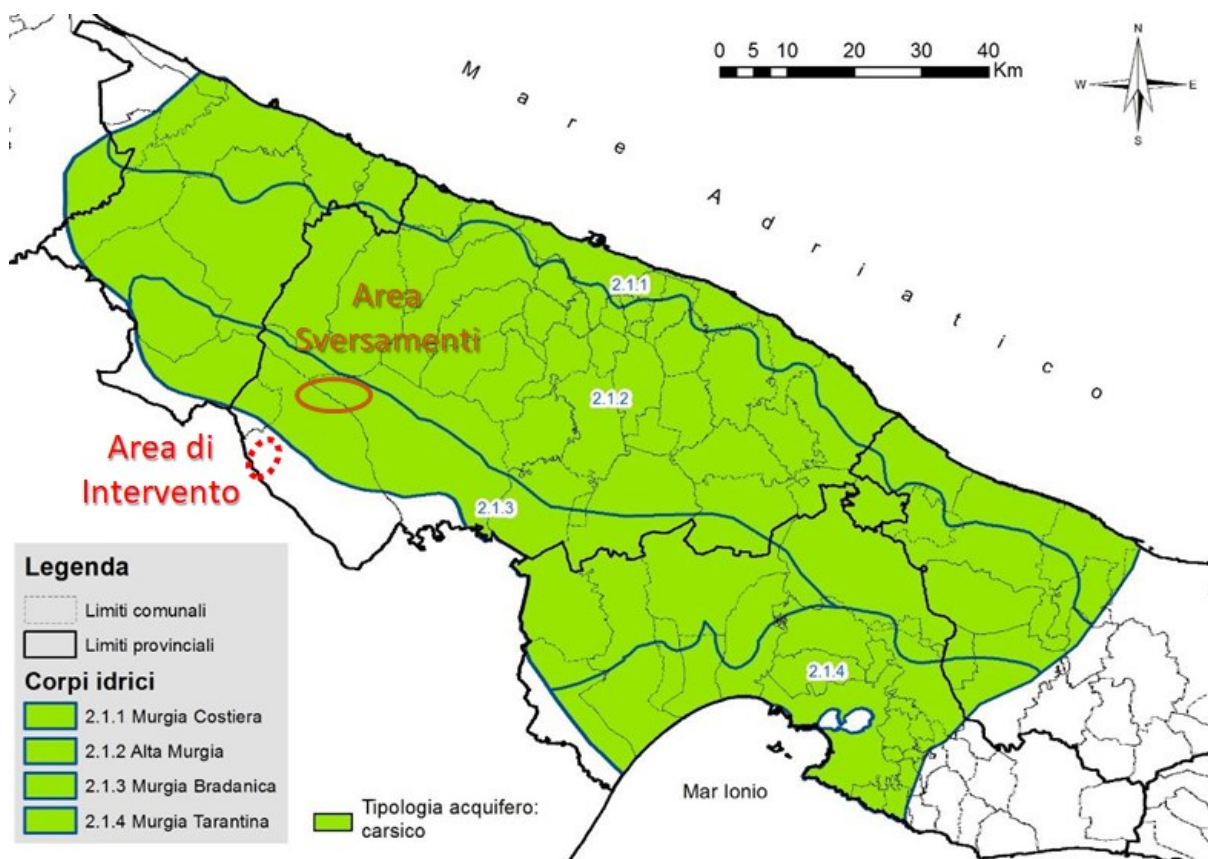 0 5 10 20 30 40
Km
N
W E
S
Mare Adriatico
2.1.1
Area
Sversamenti
2.1.2
Area di
Intervento
2.1.3
2.1.4
Mar Ionio
Legenda
Limiti comunali
Limiti provinciali
Corpi idrici
2.1.1 Murgia Costiera
2.1.2 Alta Murgia
2.1.3 Murgia Bradanica
2.1.4 Murgia Tarantina
Tipologia acquifero:
carsico